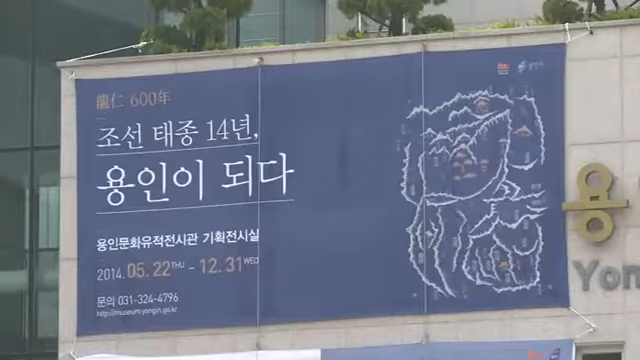 龍仁 600年
조선 태종 14년,
용인이 되다
용인문화유적전시관 기획전시실
2014. 05. 22 THU - 12. 31 WED
문의 031-324-4796
http://museum.yongin.go.kr
용
Yon